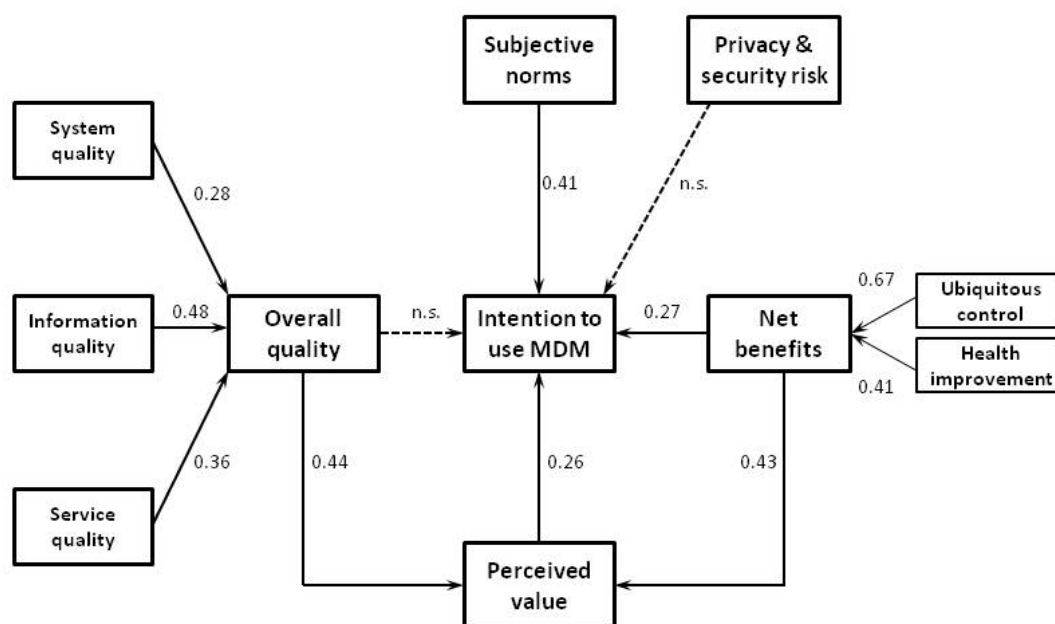 Subjective
norms
Privacy &
security risk
System
quality
0.28
0.41
n.s.
Information
quality
0.48
Overall
quality
n.s.
Intention to
use MDM
0.27
Net
benefits
0.67
Ubiquitous
control
Health
improvement
0.41
0.36
0.44
0.26
0.43
Service
quality
Perceived
value